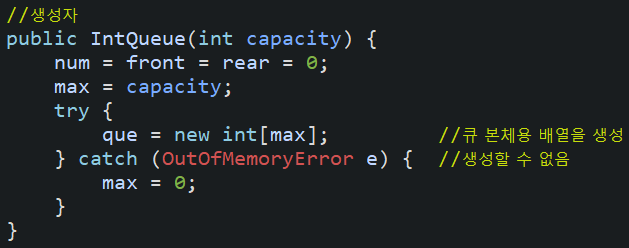 //생성자
public IntQueue(int capacity) {
    num = front = rear = 0;
    max = capacity;
    try {
        que = new int[max];         //큐 본체용 배열을 생성
    } catch (OutOfMemoryError e) {  //생성할 수 없음
        max = 0;
    }
}